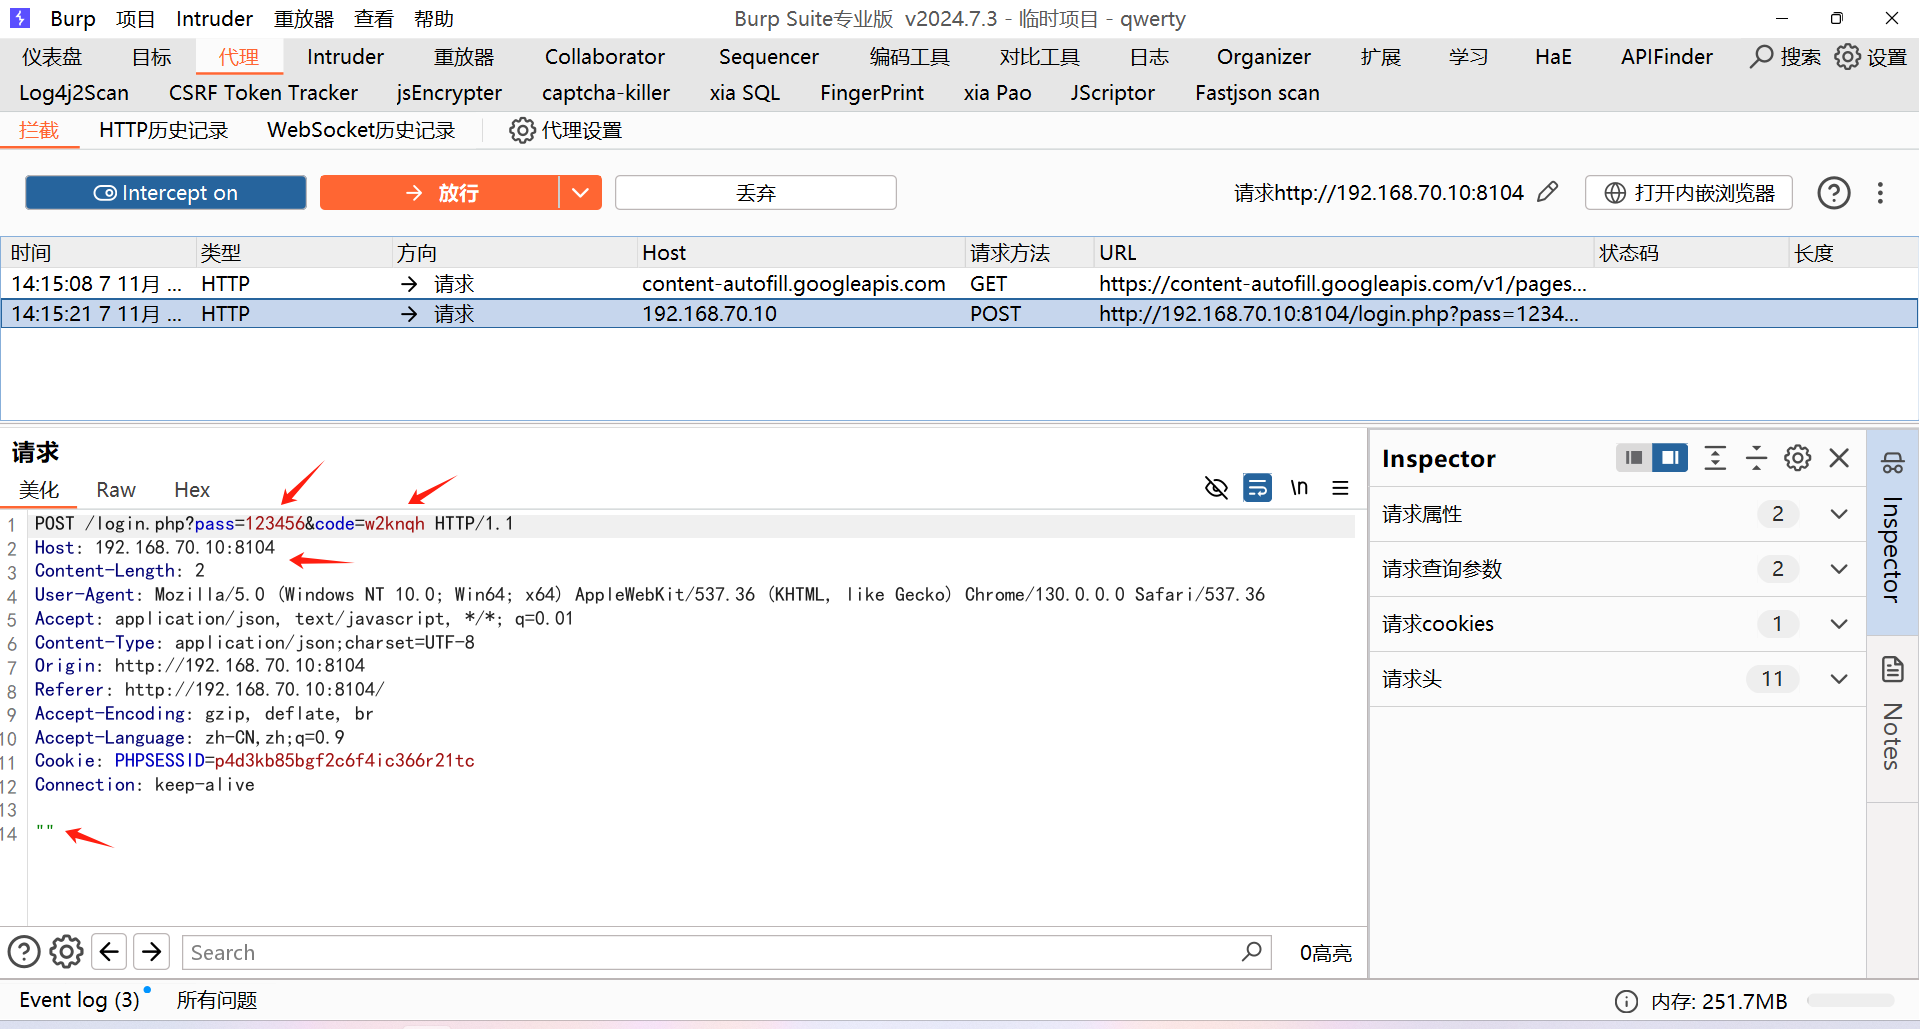 Burp 项目 Intruder 重放器 查看 帮助 Burp Suite专业版 v2024.7.3 - 临时项目 - qwerty
仪表盘 目标 代理 Intruder 重放器 Collaborator Sequencer 编码工具 对比工具 日志 Organizer 扩展 学习 HaE APIFinder 搜索 设置
Log4j2Scan CSRF Token Tracker jsEncrypter captcha-killer xia SQL FingerPrint xia Pao JScriptor Fastjson scan
拦截 HTTP历史记录 WebSocket历史记录 代理设置
Intercept on 放行 丢弃 请求http://192.168.70.10:8104 打开内嵌浏览器
时间 类型 方向 Host 请求方法 URL 状态码 长度
14:15:08 7 11月 ... HTTP → 请求 content-autofill.googleapis.com GET https://content-autofill.googleapis.com/v1/pages...
14:15:21 7 11月 ... HTTP → 请求 192.168.70.10 POST http://192.168.70.10:8104/login.php?pass=1234...
请求
美化 Raw Hex \n
1 POST /login.php?pass=123456&code=w2knqh HTTP/1.1
2 Host: 192.168.70.10:8104
3 Content-Length: 2
4 User-Agent: Mozilla/5.0 (Windows NT 10.0; Win64; x64) AppleWebKit/537.36 (KHTML, like Gecko) Chrome/130.0.0.0 Safari/537.36
5 Accept: application/json, text/javascript, */*; q=0.01
6 Content-Type: application/json;charset=UTF-8
7 Origin: http://192.168.70.10:8104
8 Referer: http://192.168.70.10:8104/
9 Accept-Encoding: gzip, deflate, br
10 Accept-Language: zh-CN,zh;q=0.9
11 Cookie: PHPSESSID=p4d3kb85bgf2c6f4ic366r21tc
12 Connection: keep-alive
13
14 ""
Search 0高亮
Inspector
请求属性 2
请求查询参数 2
请求cookies 1
请求头 11
Inspector
Notes
Event log (3) 所有问题 内存: 251.7MB